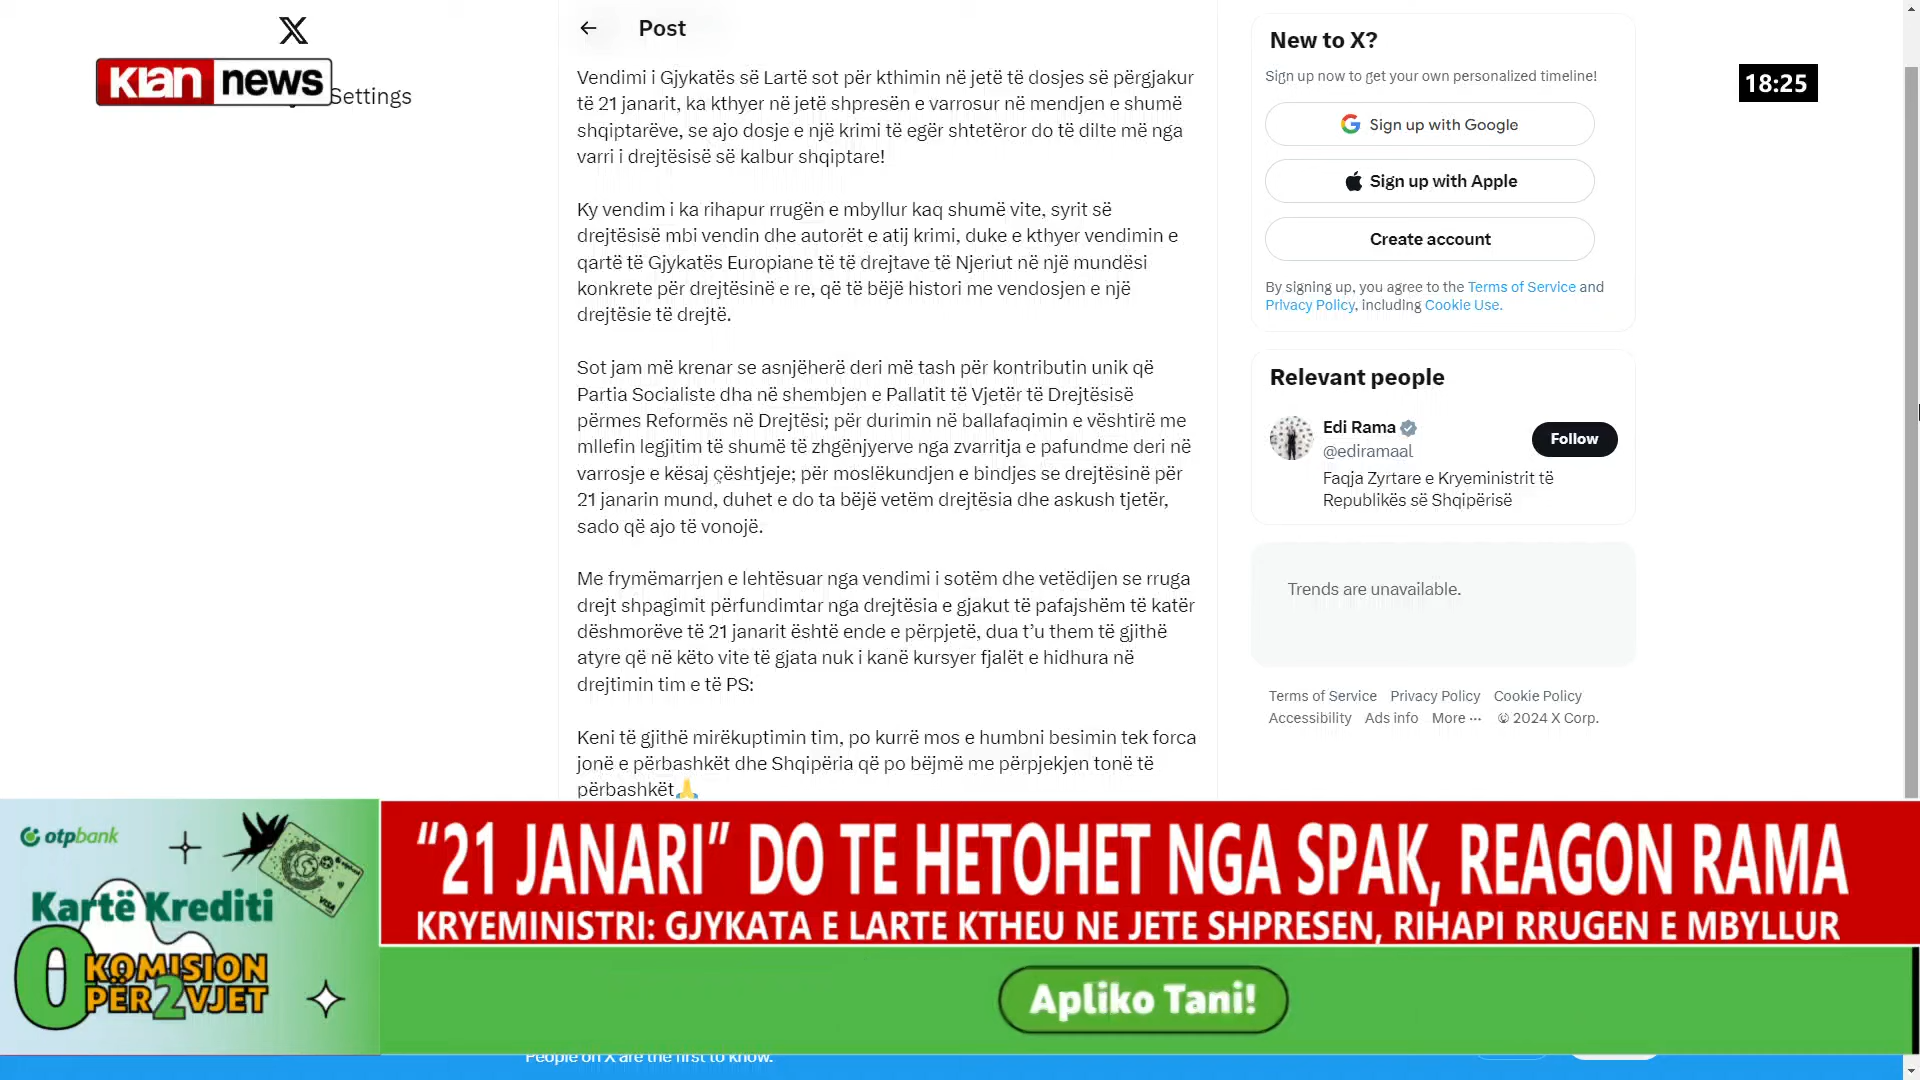 Post
klan news
Settings
18:25
Vendimi i Gjykatës së Lartë sot për kthimin në jetë të dosjes së përgjakur
të 21 janarit, ka kthyer në jetë shpresën e varrosur në mendjen e shumë
shqiptarëve, se ajo dosje e një krimi të egër shtetëror do të dilte më nga
varri i drejtësisë së kalbur shqiptare!
Ky vendim i ka rihapur rrugën e mbyllur kaq shumë vite, syrit së
drejtësisë mbi vendin dhe autorët e atij krimi, duke e kthyer vendimin e
qartë të Gjykatës Europiane të të drejtave të Njeriut në një mundësi
konkrete për drejtësinë e re, që të bëjë histori me vendosjen e një
drejtësie të drejtë.
Sot jam më krenar se asnjëherë deri më tash për kontributin unik që
Partia Socialiste dha në shembjen e Pallatit të Vjetër të Drejtësisë
përmes Reformës në Drejtësi; për durimin në ballafaqimin e vështirë me
mllefin legjitim të shumë të zhgënjyerve nga zvarritja e pafundme deri në
varrosje e kësaj çështjeje; për moslëkundjen e bindjes se drejtësinë për
21 janarin mund, duhet e do ta bëjë vetëm drejtësia dhe askush tjetër,
sado që ajo të vonojë.
Me frymëmarrjen e lehtësuar nga vendimi i sotëm dhe vetëdijen se rruga
drejt shpagimit përfundimtar nga drejtësia e gjakut të pafajshëm të katër
dëshmorëve të 21 janarit është ende e përpjetë, dua t’u them të gjithë
atyre që në këto vite të gjata nuk i kanë kursyer fjalët e hidhura në
drejtimin tim e të PS:
Keni të gjithë mirëkuptimin tim, po kurrë mos e humbni besimin tek forca
jonë e përbashkët dhe Shqipëria që po bëjmë me përpjekjen tonë të
përbashkët🙏
New to X?
Sign up now to get your own personalized timeline!
Sign up with Google
Sign up with Apple
Create account
By signing up, you agree to the Terms of Service and
Privacy Policy, including Cookie Use.
Relevant people
Edi Rama
@ediramaal
Follow
Faqja Zyrtare e Kryeministrit të
Republikës së Shqipërisë
Trends are unavailable.
Terms of Service Privacy Policy Cookie Policy
Accessibility Ads info More ··· © 2024 X Corp.
otpbank
VISA
Kartë Krediti
0 KOMISION
PËR 2 VJET
“21 JANARI” DO TE HETOHET NGA SPAK, REAGON RAMA
KRYEMINISTRI: GJYKATA E LARTE KTHEU NE JETE SHPRESEN, RIHAPI RRUGEN E MBYLLUR
Apliko Tani!
People on X are the first to know.